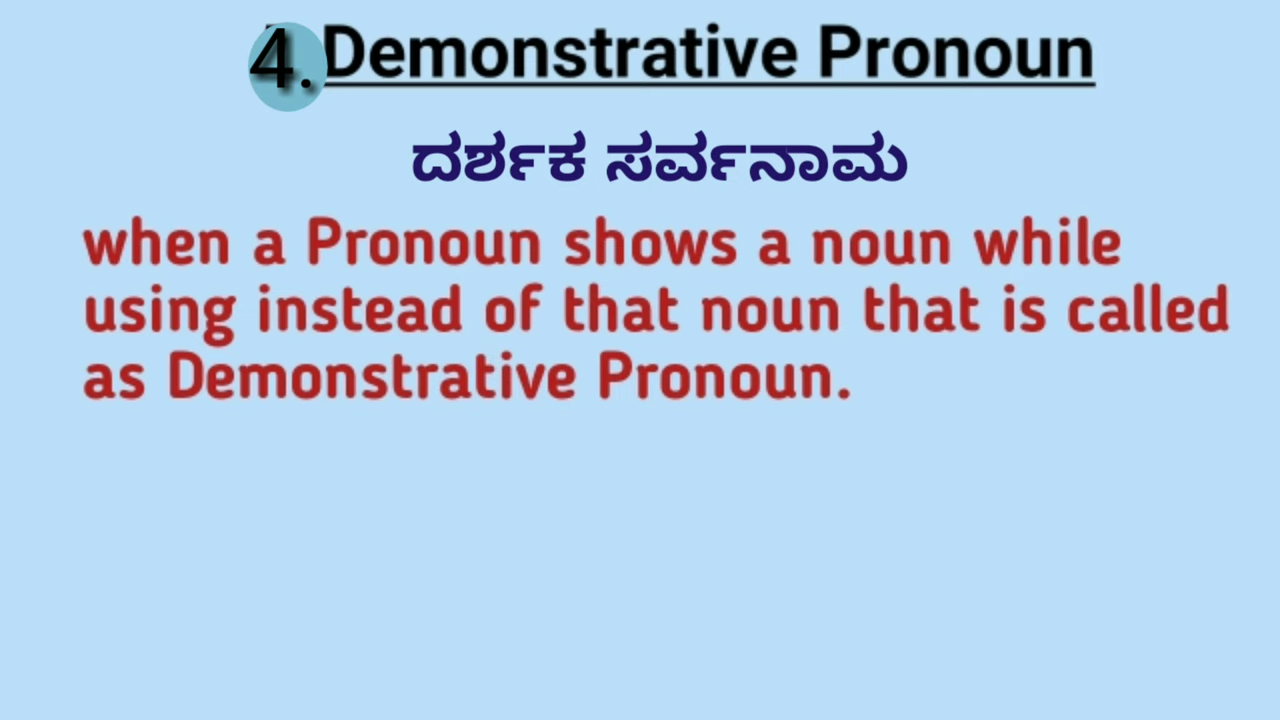 4. Demonstrative Pronoun
ದರ್ಶಕ ಸರ್ವನಾಮ
when a Pronoun shows a noun while
using instead of that noun that is called
as Demonstrative Pronoun.